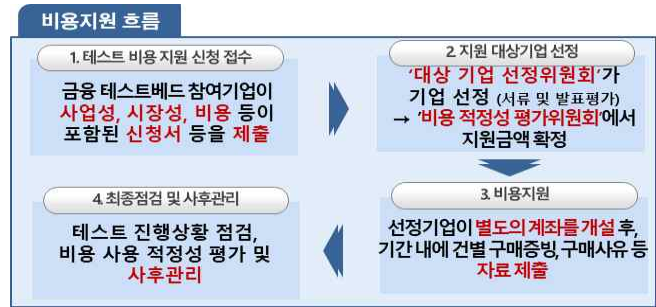 비용지원 흐름
1. 테스트 비용 지원 신청 접수
금융 테스트베드 참여기업이
사업성, 시장성, 비용 등이
포함된 신청서 등을 제출
2. 지원 대상기업 선정
‘대상 기업 선정위원회’가
기업 선정 (서류 및 발표평가)
→ ‘비용 적정성 평가위원회’에서
지원금액 확정
3. 비용지원
선정기업이 별도의 계좌를 개설 후,
기간 내에 건별 구매증빙, 구매사유 등
자료 제출
4. 최종점검 및 사후관리
테스트 진행상황 점검,
비용 사용 적정성 평가 및
사후관리